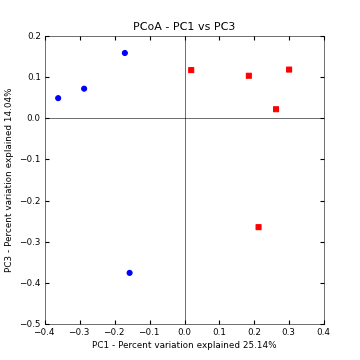 PCoA - PC1 vs PC3
0.2
0.1
0.0
−0.1
−0.2
−0.3
−0.4
−0.5
PC3 - Percent variation explained 14.04%
−0.4 −0.3 −0.2 −0.1 0.0 0.1 0.2 0.3 0.4
PC1 - Percent variation explained 25.14%